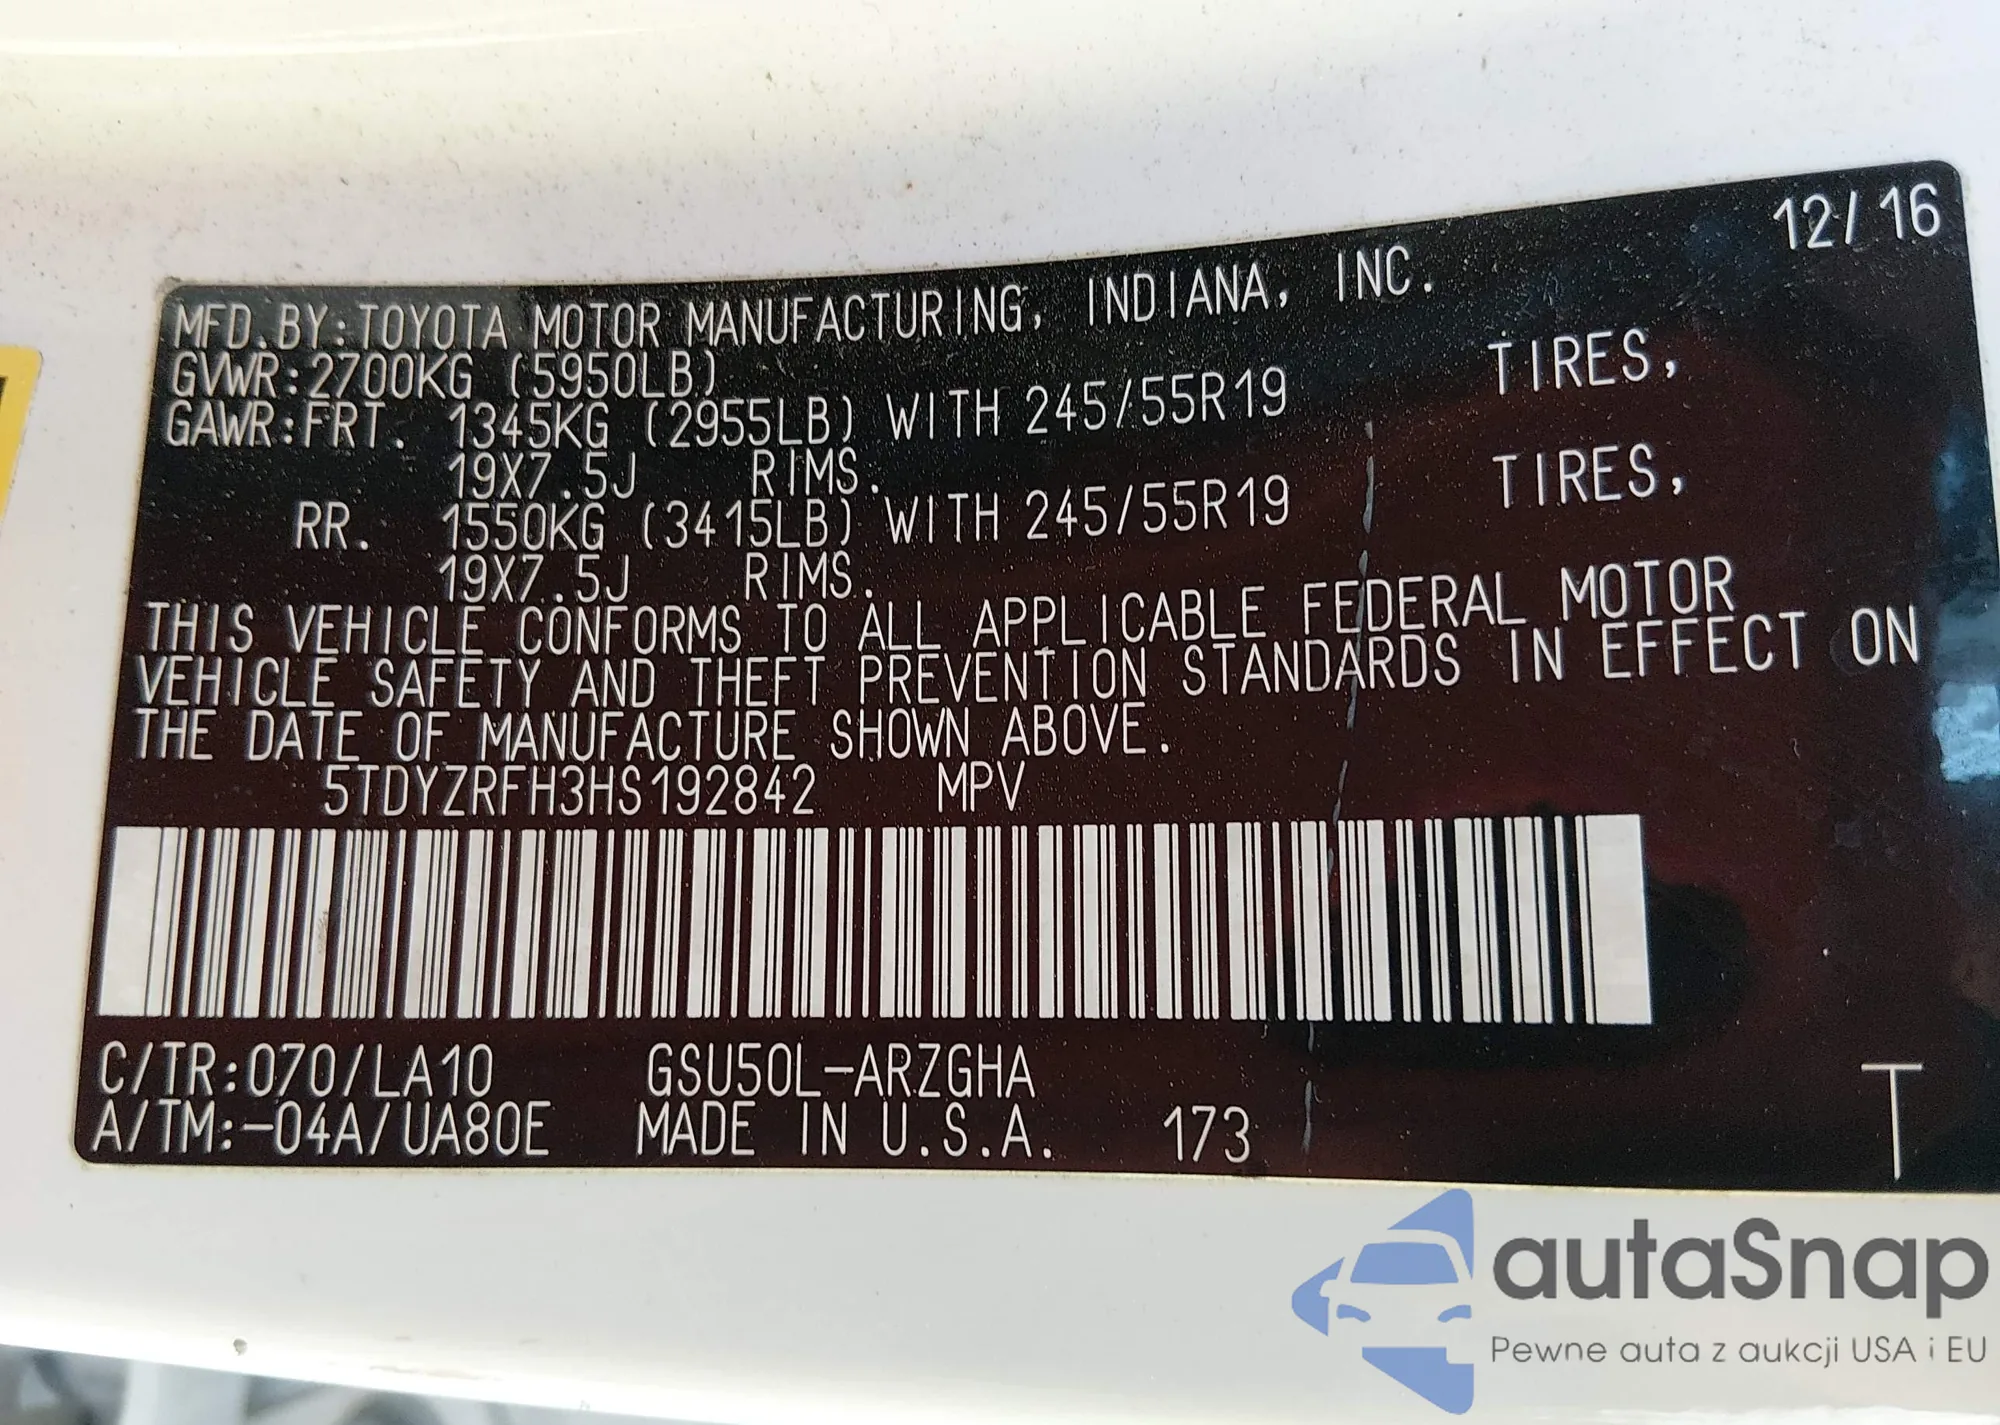 12/16
MFD.BY:TOYOTA MOTOR MANUFACTURING, INDIANA, INC.
GVWR:2700KG (5950LB)
GAWR:FRT. 1345KG (2955LB) WITH 245/55R19 TIRES,
19X7.5J RIMS.
RR. 1550KG (3415LB) WITH 245/55R19 TIRES,
19X7.5J RIMS.
THIS VEHICLE CONFORMS TO ALL APPLICABLE FEDERAL MOTOR
VEHICLE SAFETY AND THEFT PREVENTION STANDARDS IN EFFECT ON
THE DATE OF MANUFACTURE SHOWN ABOVE.
5TDYZRFH3HS192842 MPV
C/TR:070/LA10 GSU50L-ARZGHA
A/TM:-04A/UA80E MADE IN U.S.A. 173
T
autaSnap
Pewne auta z aukcji USA i EU